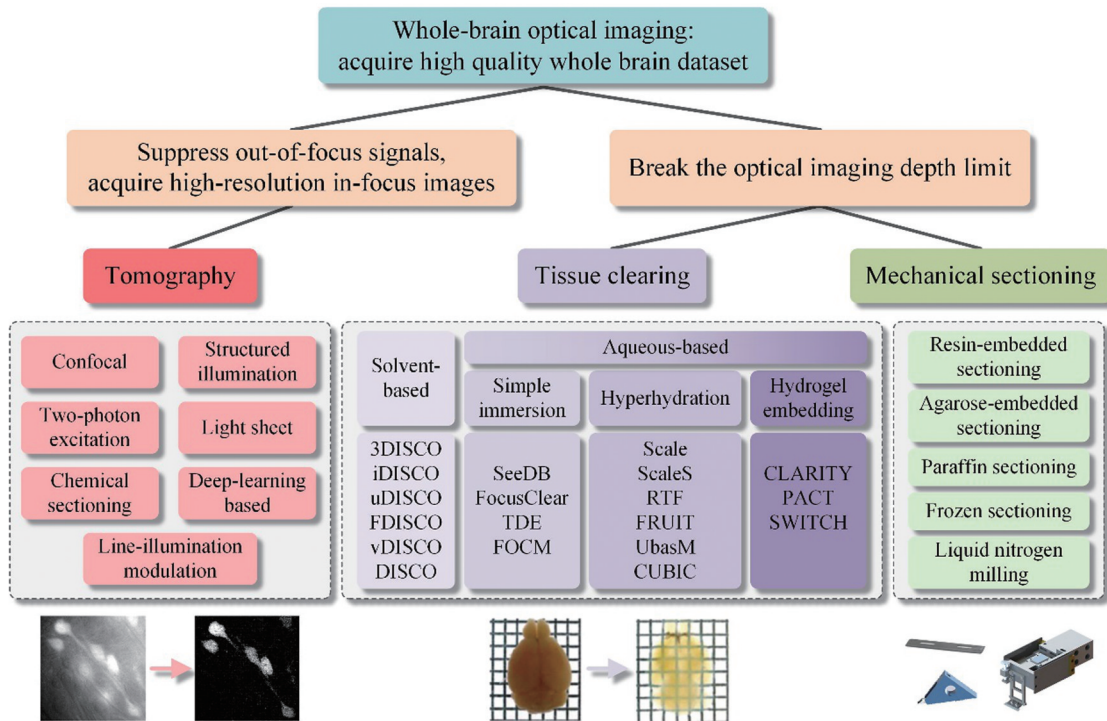 Whole-brain optical imaging:
acquire high quality whole brain dataset
Suppress out-of-focus signals,
acquire high-resolution in-focus images
Break the optical imaging depth limit
Tomography
Tissue clearing
Mechanical sectioning
Confocal
Structured
illumination
Two-photon
excitation
Light sheet
Chemical
sectioning
Deep-learning
based
Line-illumination
modulation
Solvent-
based
Aqueous-based
Simple
immersion
Hyperhydration
Hydrogel
embedding
3DISCO
iDISCO
uDISCO
FDISCO
vDISCO
DISCO
SeeDB
FocusClear
TDE
FOCM
Scale
ScaleS
RTF
FRUIT
UbasM
CUBIC
CLARITY
PACT
SWITCH
Resin-embedded
sectioning
Agarose-embedded
sectioning
Paraffin sectioning
Frozen sectioning
Liquid nitrogen
milling